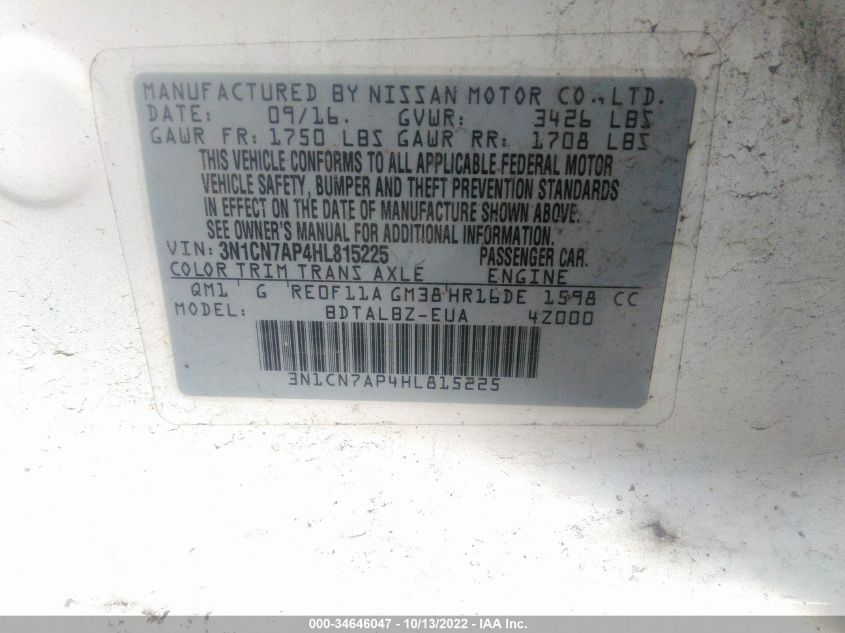 MANUFACTURED BY NISSAN MOTOR CO., LTD.
DATE: 09/16. GVWR: 3426 LBS
GAWR FR: 1750 LBS GAWR RR: 1708 LBS
THIS VEHICLE CONFORMS TO ALL APPLICABLE FEDERAL MOTOR
VEHICLE SAFETY, BUMPER AND THEFT PREVENTION STANDARDS
IN EFFECT ON THE DATE OF MANUFACTURE SHOWN ABOVE.
SEE OWNER'S MANUAL FOR ADDITIONAL INFORMATION.
VIN: 3N1CN7AP4HL815225 PASSENGER CAR.
COLOR TRIM TRANS AXLE ENGINE
QM1 G RE0F11A GM38 HR16DE 1598 CC
MODEL: BDTALBZ-EUA 4Z000
3N1CN7AP4HL815225
000-34646047 - 10/13/2022 - IAA Inc.